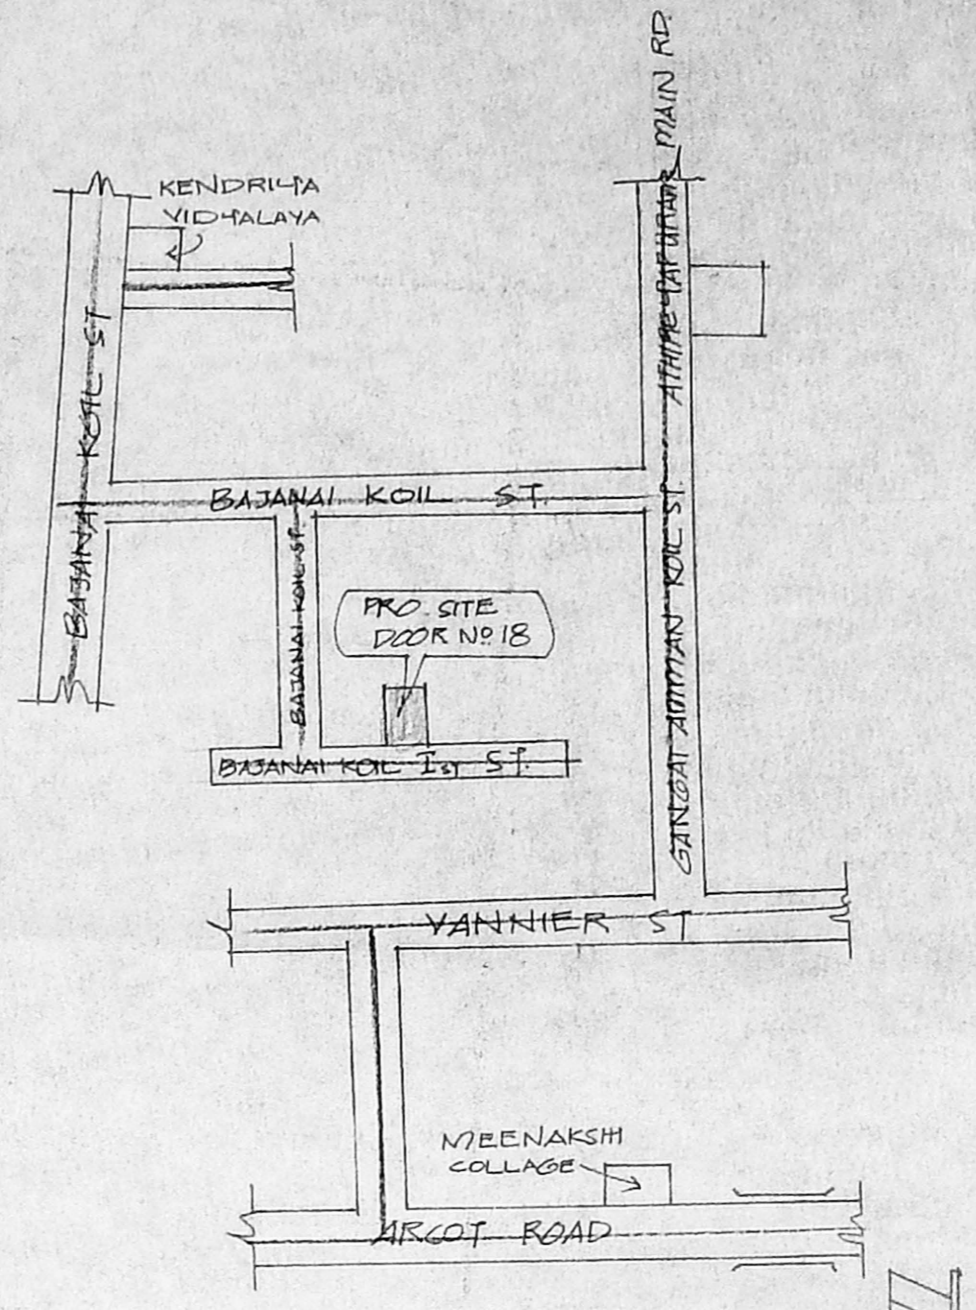 MAIN RD.
KENDRIYA
VIDYALAYA
BAJANAI KOIL ST
BAJANAI KOIL ST.
BAJANAI KOIL ST.
GANGAI AMMAN KOIL ST.
PRO. SITE
DOOR No 18
BAJANAI KOIL Ist ST.
VANNIER ST
MEENAKSHI
COLLAGE
ARCOT ROAD